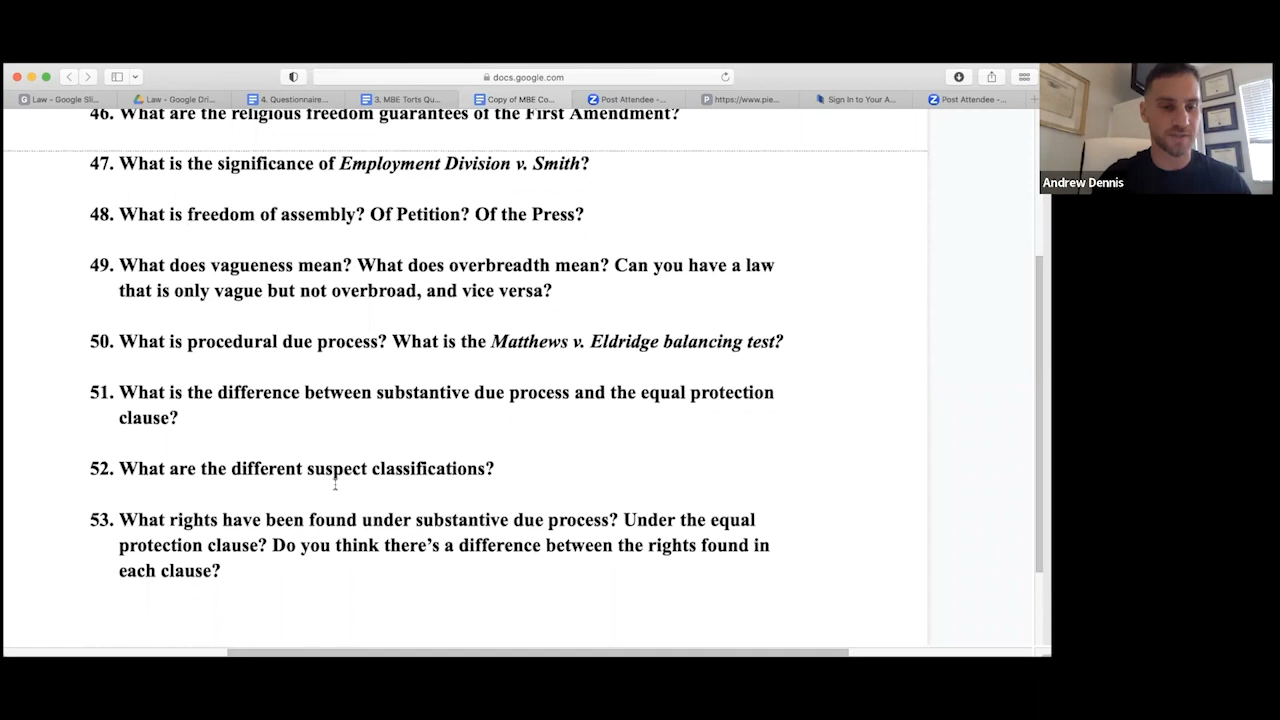 docs.google.com
Law - Google Sli...
Law - Google Dri...
4. Questionnaire...
3. MBE Torts Qu...
Copy of MBE Co...
Post Attendee -...
https://www.pie...
Sign In to Your A...
Post Attendee -...
46. What are the religious freedom guarantees of the First Amendment?
47. What is the significance of Employment Division v. Smith?
48. What is freedom of assembly? Of Petition? Of the Press?
49. What does vagueness mean? What does overbreadth mean? Can you have a law
that is only vague but not overbroad, and vice versa?
50. What is procedural due process? What is the Matthews v. Eldridge balancing test?
51. What is the difference between substantive due process and the equal protection
clause?
52. What are the different suspect classifications?
53. What rights have been found under substantive due process? Under the equal
protection clause? Do you think there’s a difference between the rights found in
each clause?
Andrew Dennis